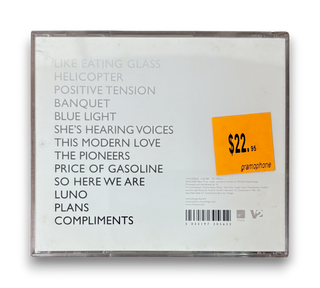 LIKE EATING GLASS
HELICOPTER
POSITIVE TENSION
BANQUET
BLUE LIGHT
SHE'S HEARING VOICES
THIS MODERN LOVE
THE PIONEERS
PRICE OF GASOLINE
SO HERE WE ARE
LUNO
PLANS
COMPLIMENTS
$22.95
gramophone
V2